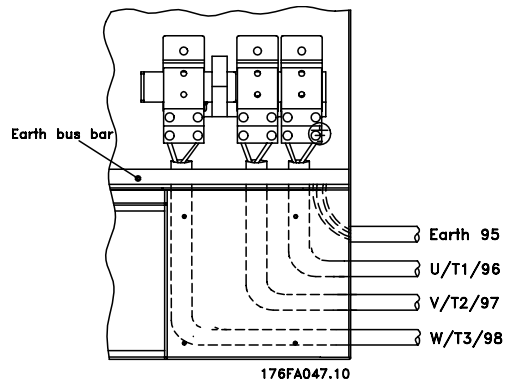 Earth bus bar
Earth 95
U/T1/96
V/T2/97
W/T3/98
176FA047.10